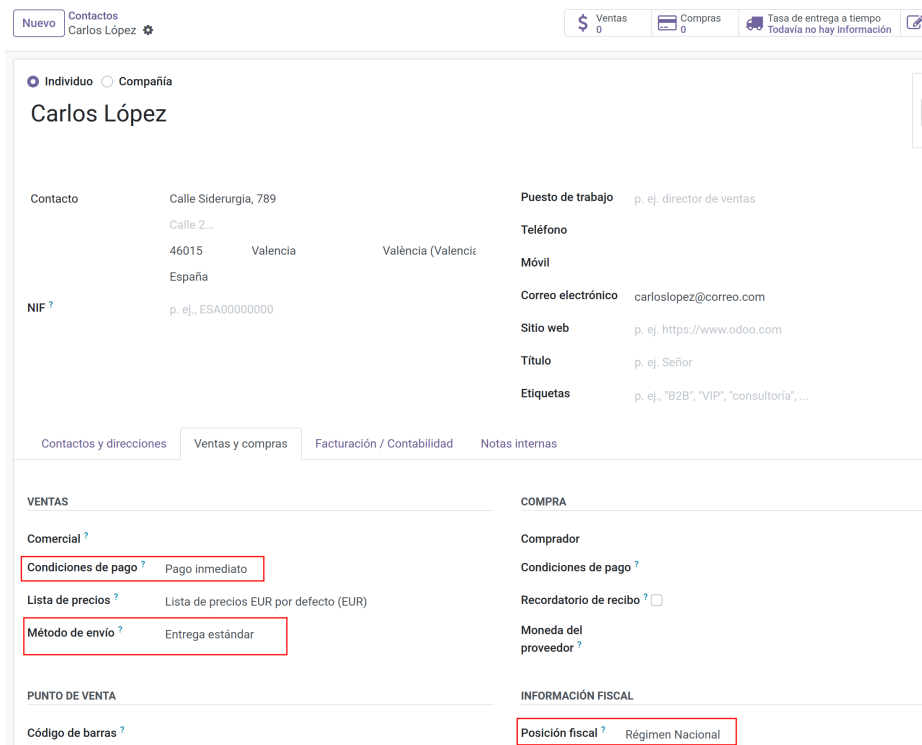 Nuevo
Contactos
Carlos López
Ventas
0
Compras
0
Tasa de entrega a tiempo
Todavía no hay información
Individuo Compañía
Carlos López
Contacto
Calle Siderurgia, 789
Calle 2...
46015 Valencia València (Valencia
España
NIF ?
p. ej., ESA00000000
Puesto de trabajo p. ej. director de ventas
Teléfono
Móvil
Correo electrónico carloslopez@correo.com
Sitio web p. ej. https://www.odoo.com
Título p. ej. Señor
Etiquetas p. ej., "B2B", "VIP", "consultoría", ...
Contactos y direcciones Ventas y compras Facturación / Contabilidad Notas internas
VENTAS
Comercial ?
Condiciones de pago ? Pago inmediato
Lista de precios ? Lista de precios EUR por defecto (EUR)
Método de envío ? Entrega estándar
COMPRA
Comprador
Condiciones de pago ?
Recordatorio de recibo ?
Moneda del
proveedor ?
PUNTO DE VENTA
Código de barras ?
INFORMACIÓN FISCAL
Posición fiscal ? Régimen Nacional